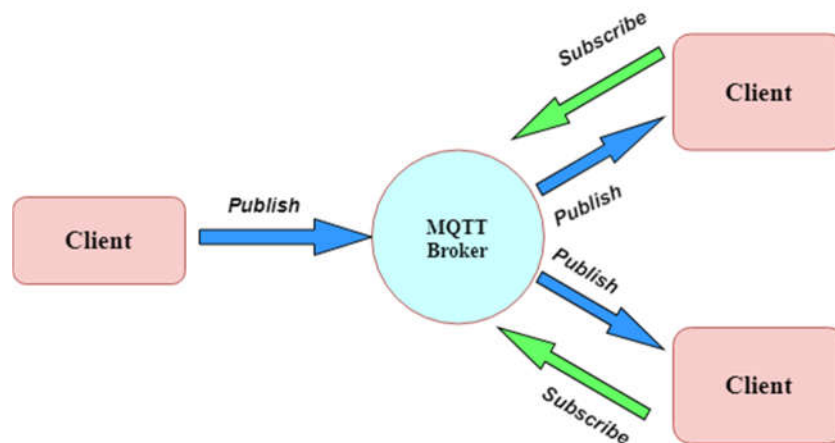 Subscribe
Client
Publish
Publish
Client
MQTT
Broker
Publish
Subscribe
Client